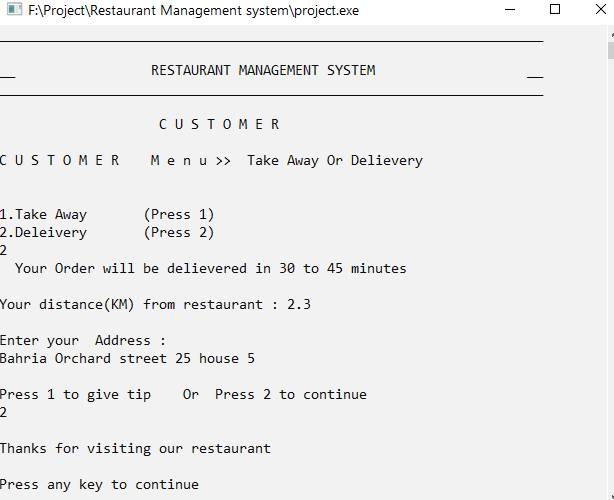 F:\Project\Restaurant Management system\project.exe
__ RESTAURANT MANAGEMENT SYSTEM __
C U S T O M E R
C U S T O M E R M e n u >> Take Away Or Delievery
1.Take Away (Press 1)
2.Deleivery (Press 2)
2
Your Order will be delievered in 30 to 45 minutes
Your distance(KM) from restaurant : 2.3
Enter your Address :
Bahria Orchard street 25 house 5
Press 1 to give tip Or Press 2 to continue
2
Thanks for visiting our restaurant
Press any key to continue